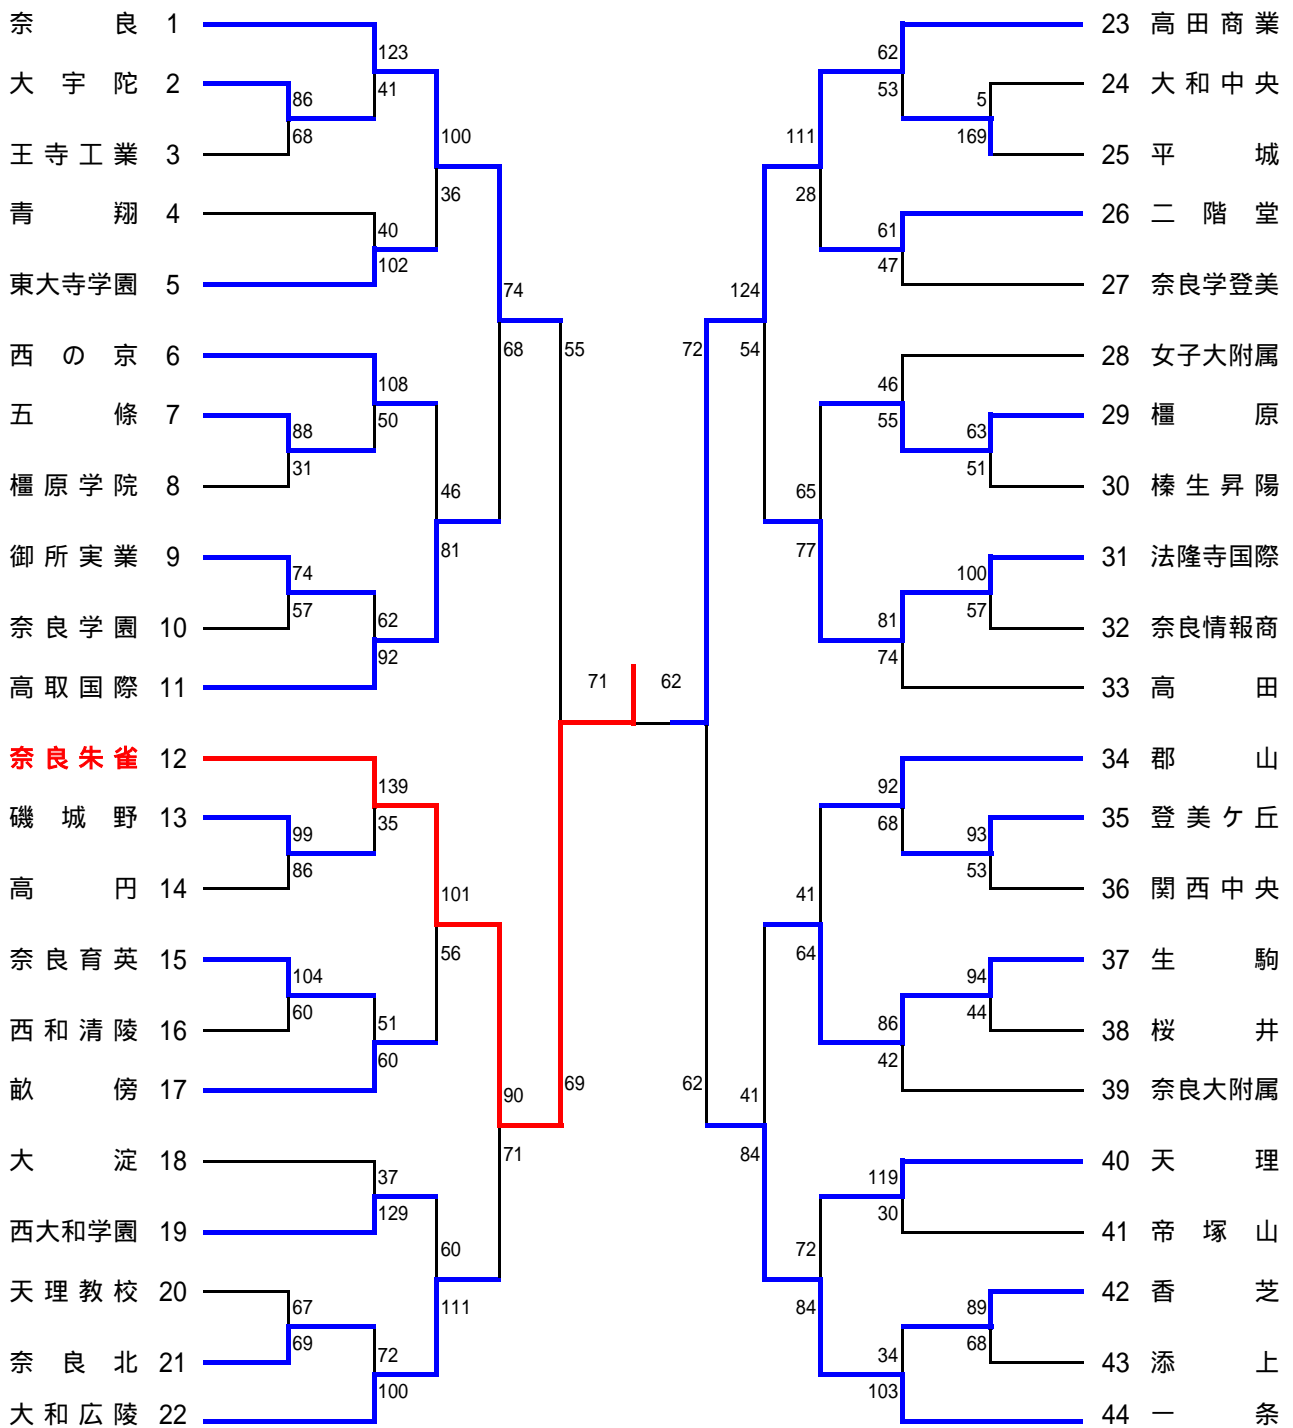 奈良 1
大宇陀 2
王寺工業 3
青翔 4
東大寺学園 5
西の京 6
五條 7
橿原学院 8
御所実業 9
奈良学園 10
高取国際 11
奈良朱雀 12
磯城野 13
高円 14
奈良育英 15
西和清陵 16
畝傍 17
大淀 18
西大和学園 19
天理教校 20
奈良北 21
大和広陵 22
123
41
86
68
100
36
40
102
74
68
55
108
50
88
31
46
81
74
57
62
92
71
62
139
35
99
86
101
56
104
60
51
60
90
69
71
37
129
60
111
67
69
72
100
62
53
5
169
111
28
61
47
124
72
54
46
55
63
51
65
77
100
57
81
74
92
68
93
53
41
64
94
44
86
42
62
41
84
119
30
72
84
89
68
34
103
23 高田商業
24 大和中央
25 平城
26 二階堂
27 奈良学登美
28 女子大附属
29 橿原
30 榛生昇陽
31 法隆寺国際
32 奈良情報商
33 高田
34 郡山
35 登美ケ丘
36 関西中央
37 生駒
38 桜井
39 奈良大附属
40 天理
41 帝塚山
42 香芝
43 添上
44 一条